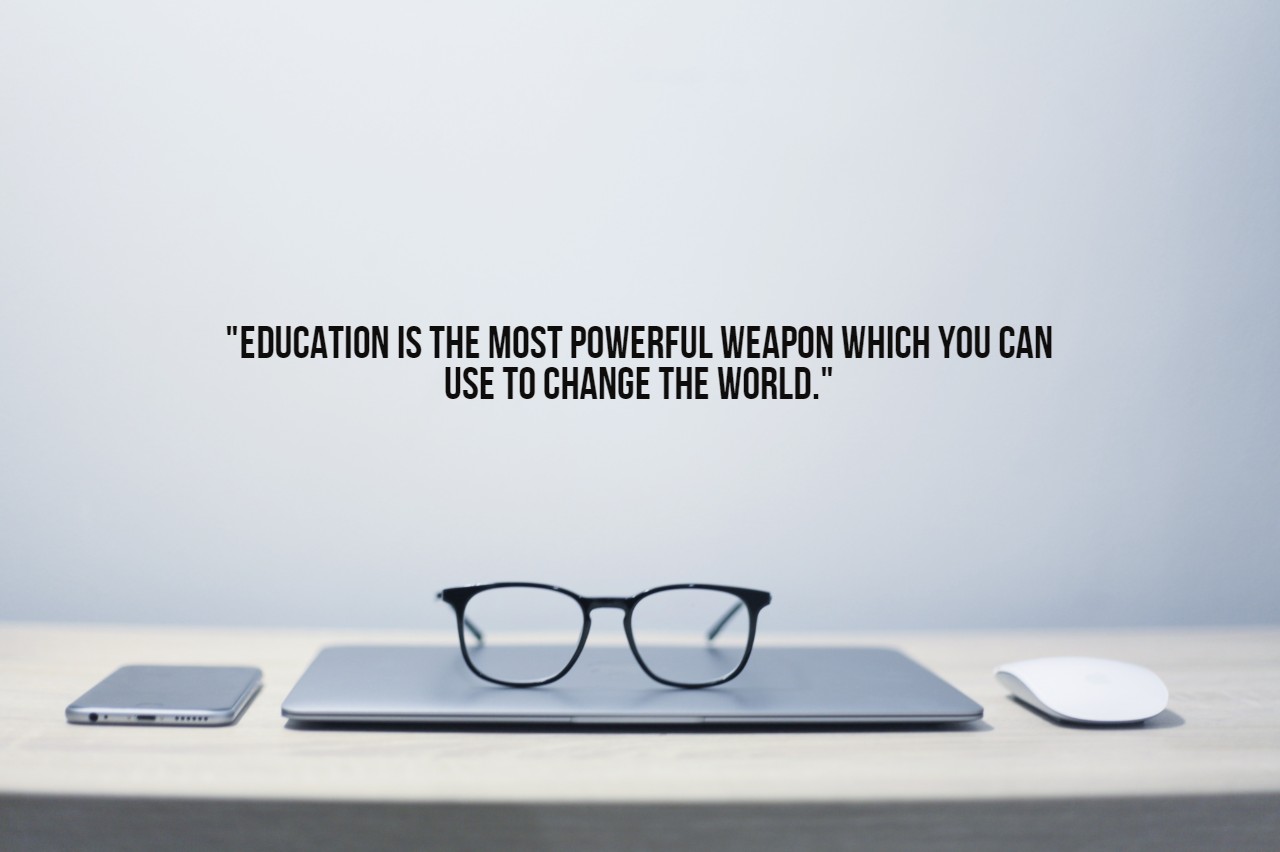 "EDUCATION IS THE MOST POWERFUL WEAPON WHICH YOU CAN
USE TO CHANGE THE WORLD."